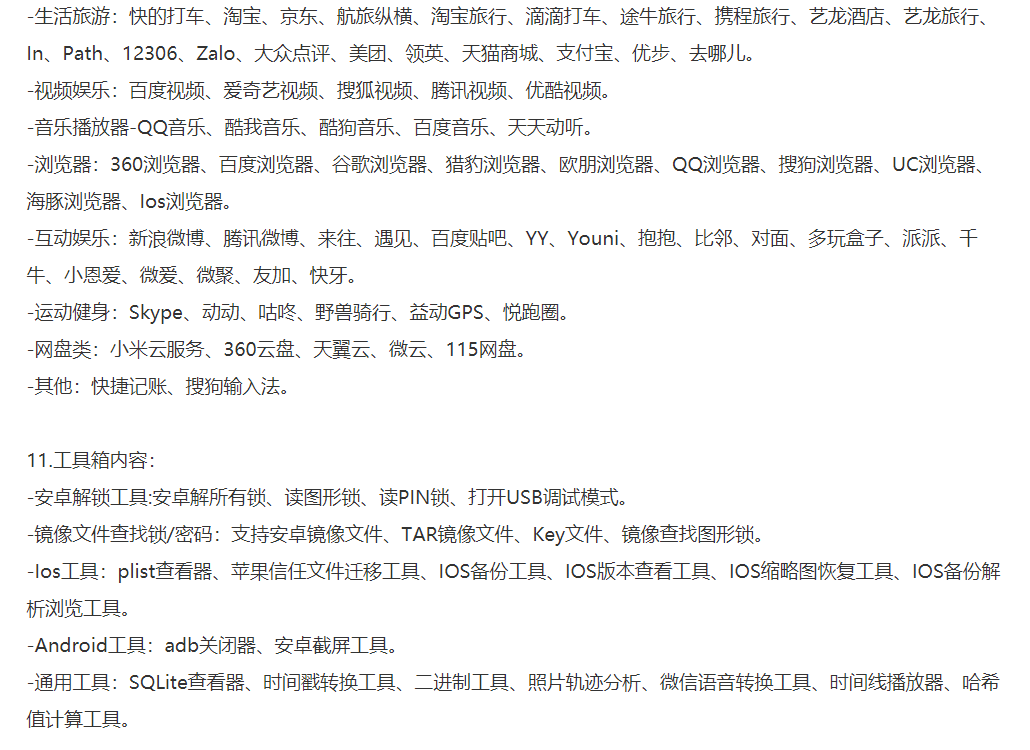 -生活旅游：快的打车、淘宝、京东、航旅纵横、淘宝旅行、滴滴打车、途牛旅行、携程旅行、艺龙酒店、艺龙旅行、
In、Path、12306、Zalo、大众点评、美团、领英、天猫商城、支付宝、优步、去哪儿。
-视频娱乐：百度视频、爱奇艺视频、搜狐视频、腾讯视频、优酷视频。
-音乐播放器-QQ音乐、酷我音乐、酷狗音乐、百度音乐、天天动听。
-浏览器：360浏览器、百度浏览器、谷歌浏览器、猎豹浏览器、欧朋浏览器、QQ浏览器、搜狗浏览器、UC浏览器、
海豚浏览器、Ios浏览器。
-互动娱乐：新浪微博、腾讯微博、来往、遇见、百度贴吧、YY、Youni、抱抱、比邻、对面、多玩盒子、派派、千
牛、小恩爱、微爱、微聚、友加、快牙。
-运动健身：Skype、动动、咕咚、野兽骑行、益动GPS、悦跑圈。
-网盘类：小米云服务、360云盘、天翼云、微云、115网盘。
-其他：快捷记账、搜狗输入法。
11.工具箱内容：
-安卓解锁工具:安卓解所有锁、读图形锁、读PIN锁、打开USB调试模式。
-镜像文件查找锁/密码：支持安卓镜像文件、TAR镜像文件、Key文件、镜像查找图形锁。
-Ios工具：plist查看器、苹果信任文件迁移工具、IOS备份工具、IOS版本查看工具、IOS缩略图恢复工具、IOS备份解
析浏览工具。
-Android工具：adb关闭器、安卓截屏工具。
-通用工具：SQLite查看器、时间戳转换工具、二进制工具、照片轨迹分析、微信语音转换工具、时间线播放器、哈希
值计算工具。